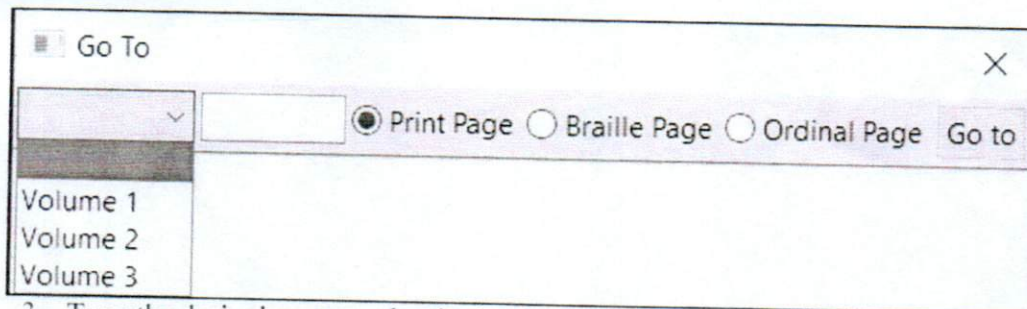 Go To
Print Page Braille Page Ordinal Page Go to
Volume 1
Volume 2
Volume 3